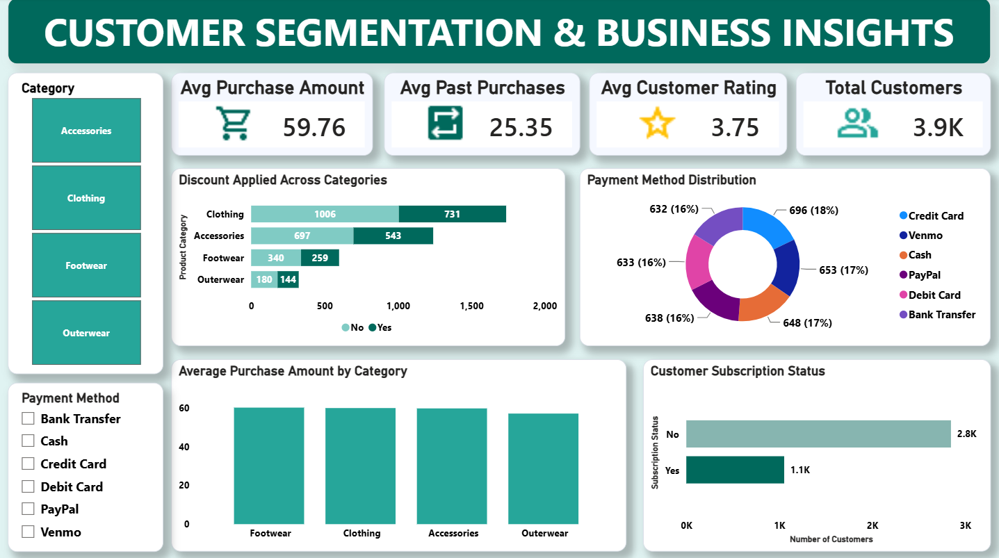 CUSTOMER SEGMENTATION & BUSINESS INSIGHTS
Category
Accessories
Clothing
Footwear
Outerwear
Payment Method
Bank Transfer
Cash
Credit Card
Debit Card
PayPal
Venmo
Avg Purchase Amount
59.76
Avg Past Purchases
25.35
Avg Customer Rating
3.75
Total Customers
3.9K
Discount Applied Across Categories
Product Category
Clothing 1006 731
Accessories 697 543
Footwear 340 259
Outerwear 180 144
0 500 1,000 1,500 2,000
No Yes
Payment Method Distribution
632 (16%)
696 (18%)
633 (16%)
653 (17%)
638 (16%)
648 (17%)
Credit Card
Venmo
Cash
PayPal
Debit Card
Bank Transfer
Average Purchase Amount by Category
60
40
20
0
Footwear Clothing Accessories Outerwear
Customer Subscription Status
Subscription Status
No 2.8K
Yes 1.1K
0K 1K 2K 3K
Number of Customers